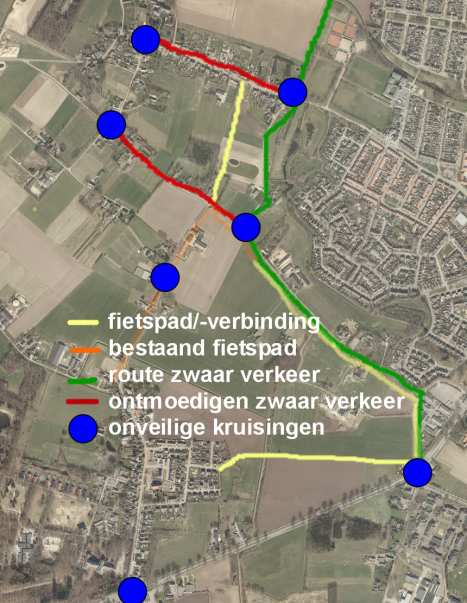 fietspad/-verbinding
bestaand fietspad
route zwaar verkeer
ontmoedigen zwaar verkeer
onveilige kruisingen